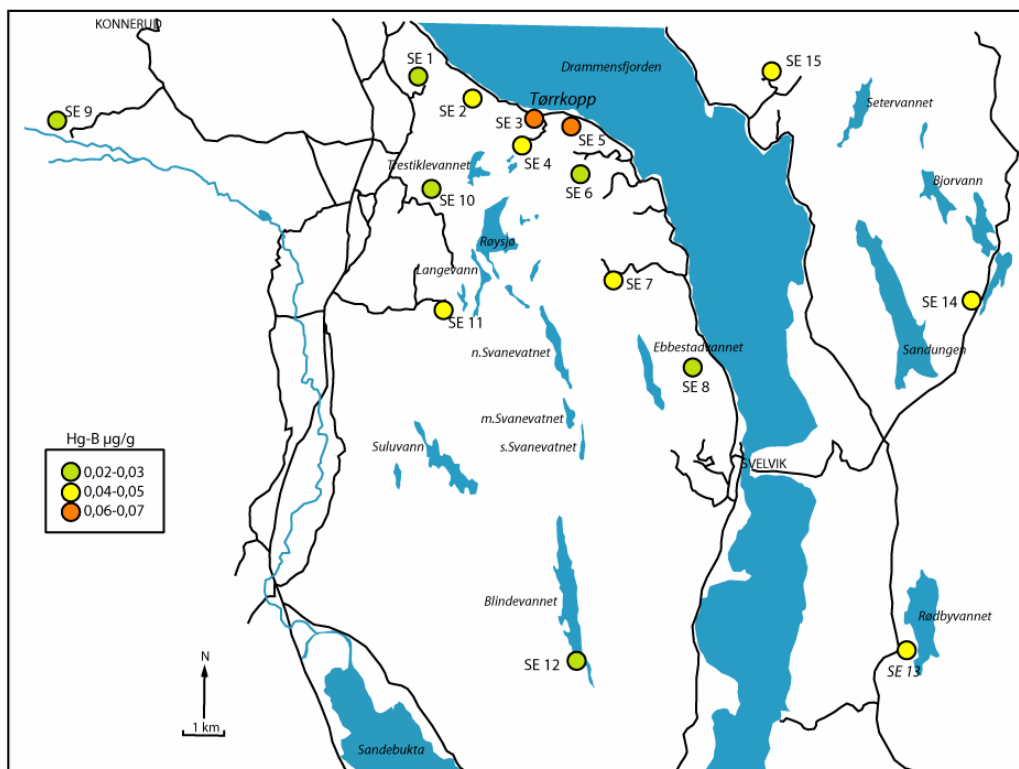 KONNERUD
SE 1
SE 15
Drammensfjorden
SE 9
SE 2
Tørrkopp
Setervannet
SE 3
SE 5
SE 4
Trestiklevannet
SE 6
Bjorvann
SE 10
Røysjø
Langevann
SE 7
SE 14
SE 11
n.Svanevatnet
Ebbestadvannet
Sandungen
SE 8
m.Svanevatnet
Hg-B µg/g
Suluvann
s.Svanevatnet
SVELVIK
0,02-0,03
0,04-0,05
0,06-0,07
Blindevannet
Rødbyvannet
N
SE 12
SE 13
1 km
Sandebukta